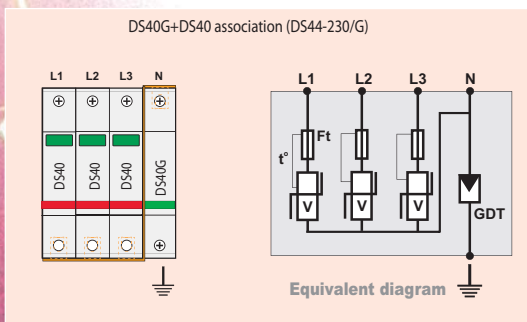 DS40G+DS40 association (DS44-230/G)
L1 L2 L3 N
DS40 DS40 DS40 DS40G
L1 L2 L3 N
Ft
t°
V V V
GDT
Equivalent diagram